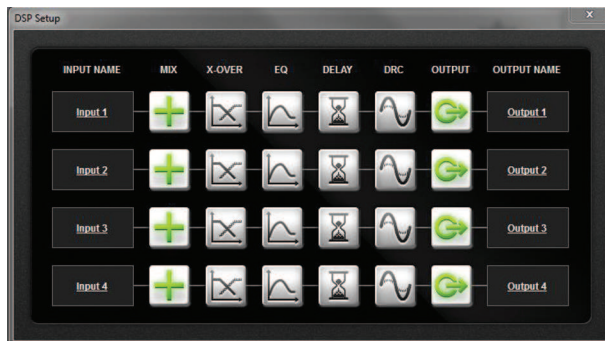 DSP Setup
x
INPUT NAME MIX X-OVER EQ DELAY DRC OUTPUT OUTPUT NAME
Input 1 Output 1
Input 2 Output 2
Input 3 Output 3
Input 4 Output 4